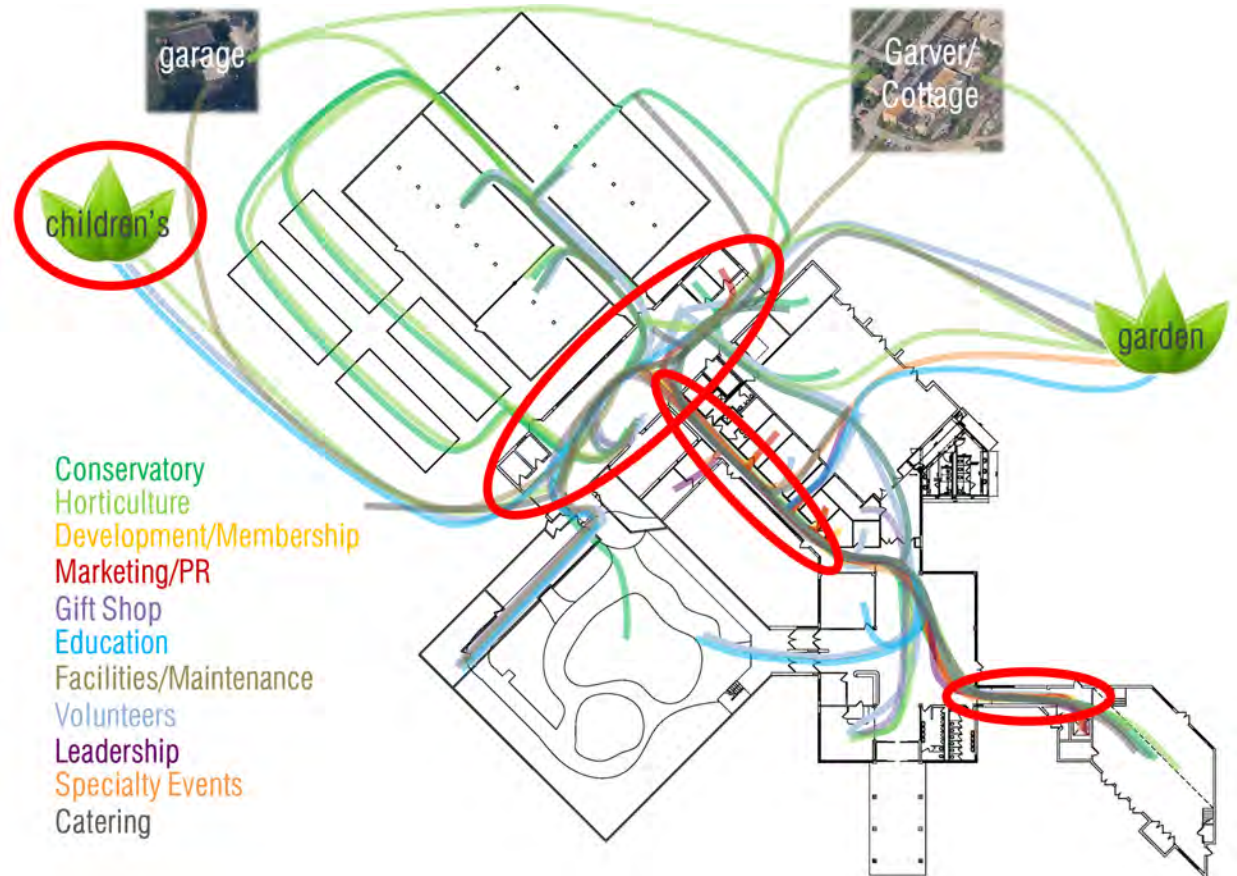 garage
Garver/
Cottage
children's
garden
Conservatory
Horticulture
Development/Membership
Marketing/PR
Gift Shop
Education
Facilities/Maintenance
Volunteers
Leadership
Specialty Events
Catering